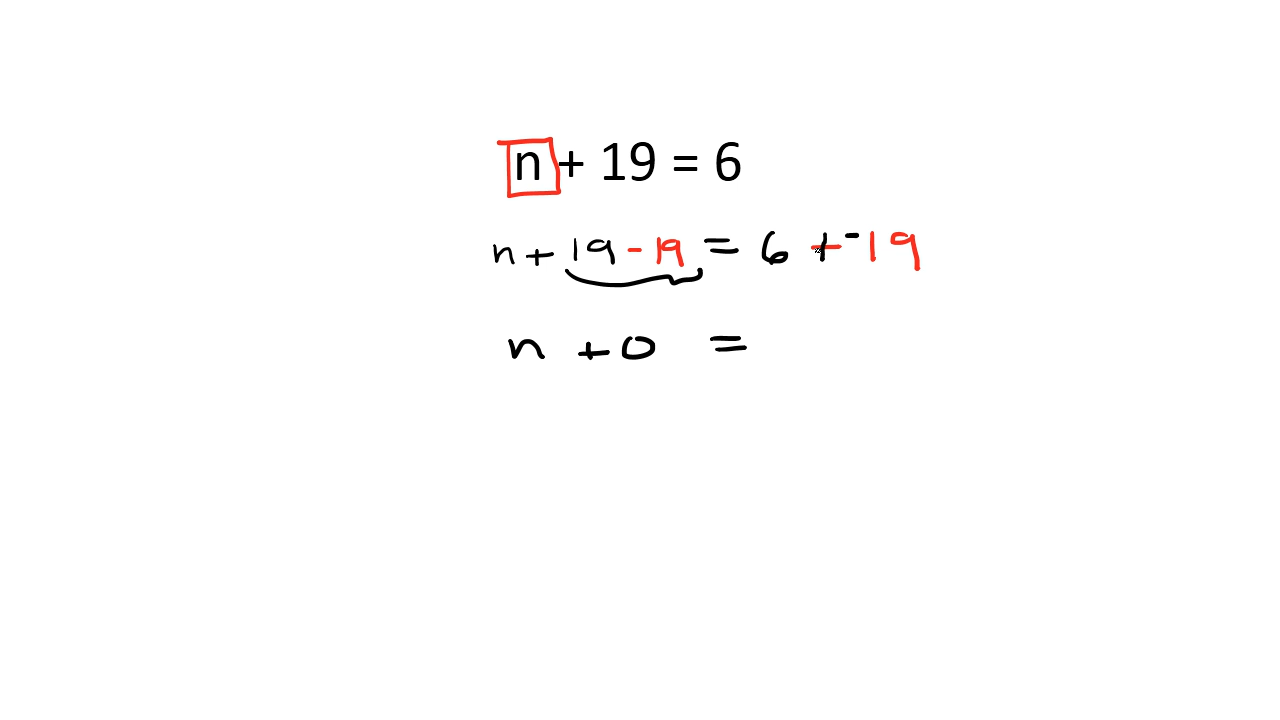 n + 19 = 6
n + 19 - 19 = 6 + -19
n + 0 =